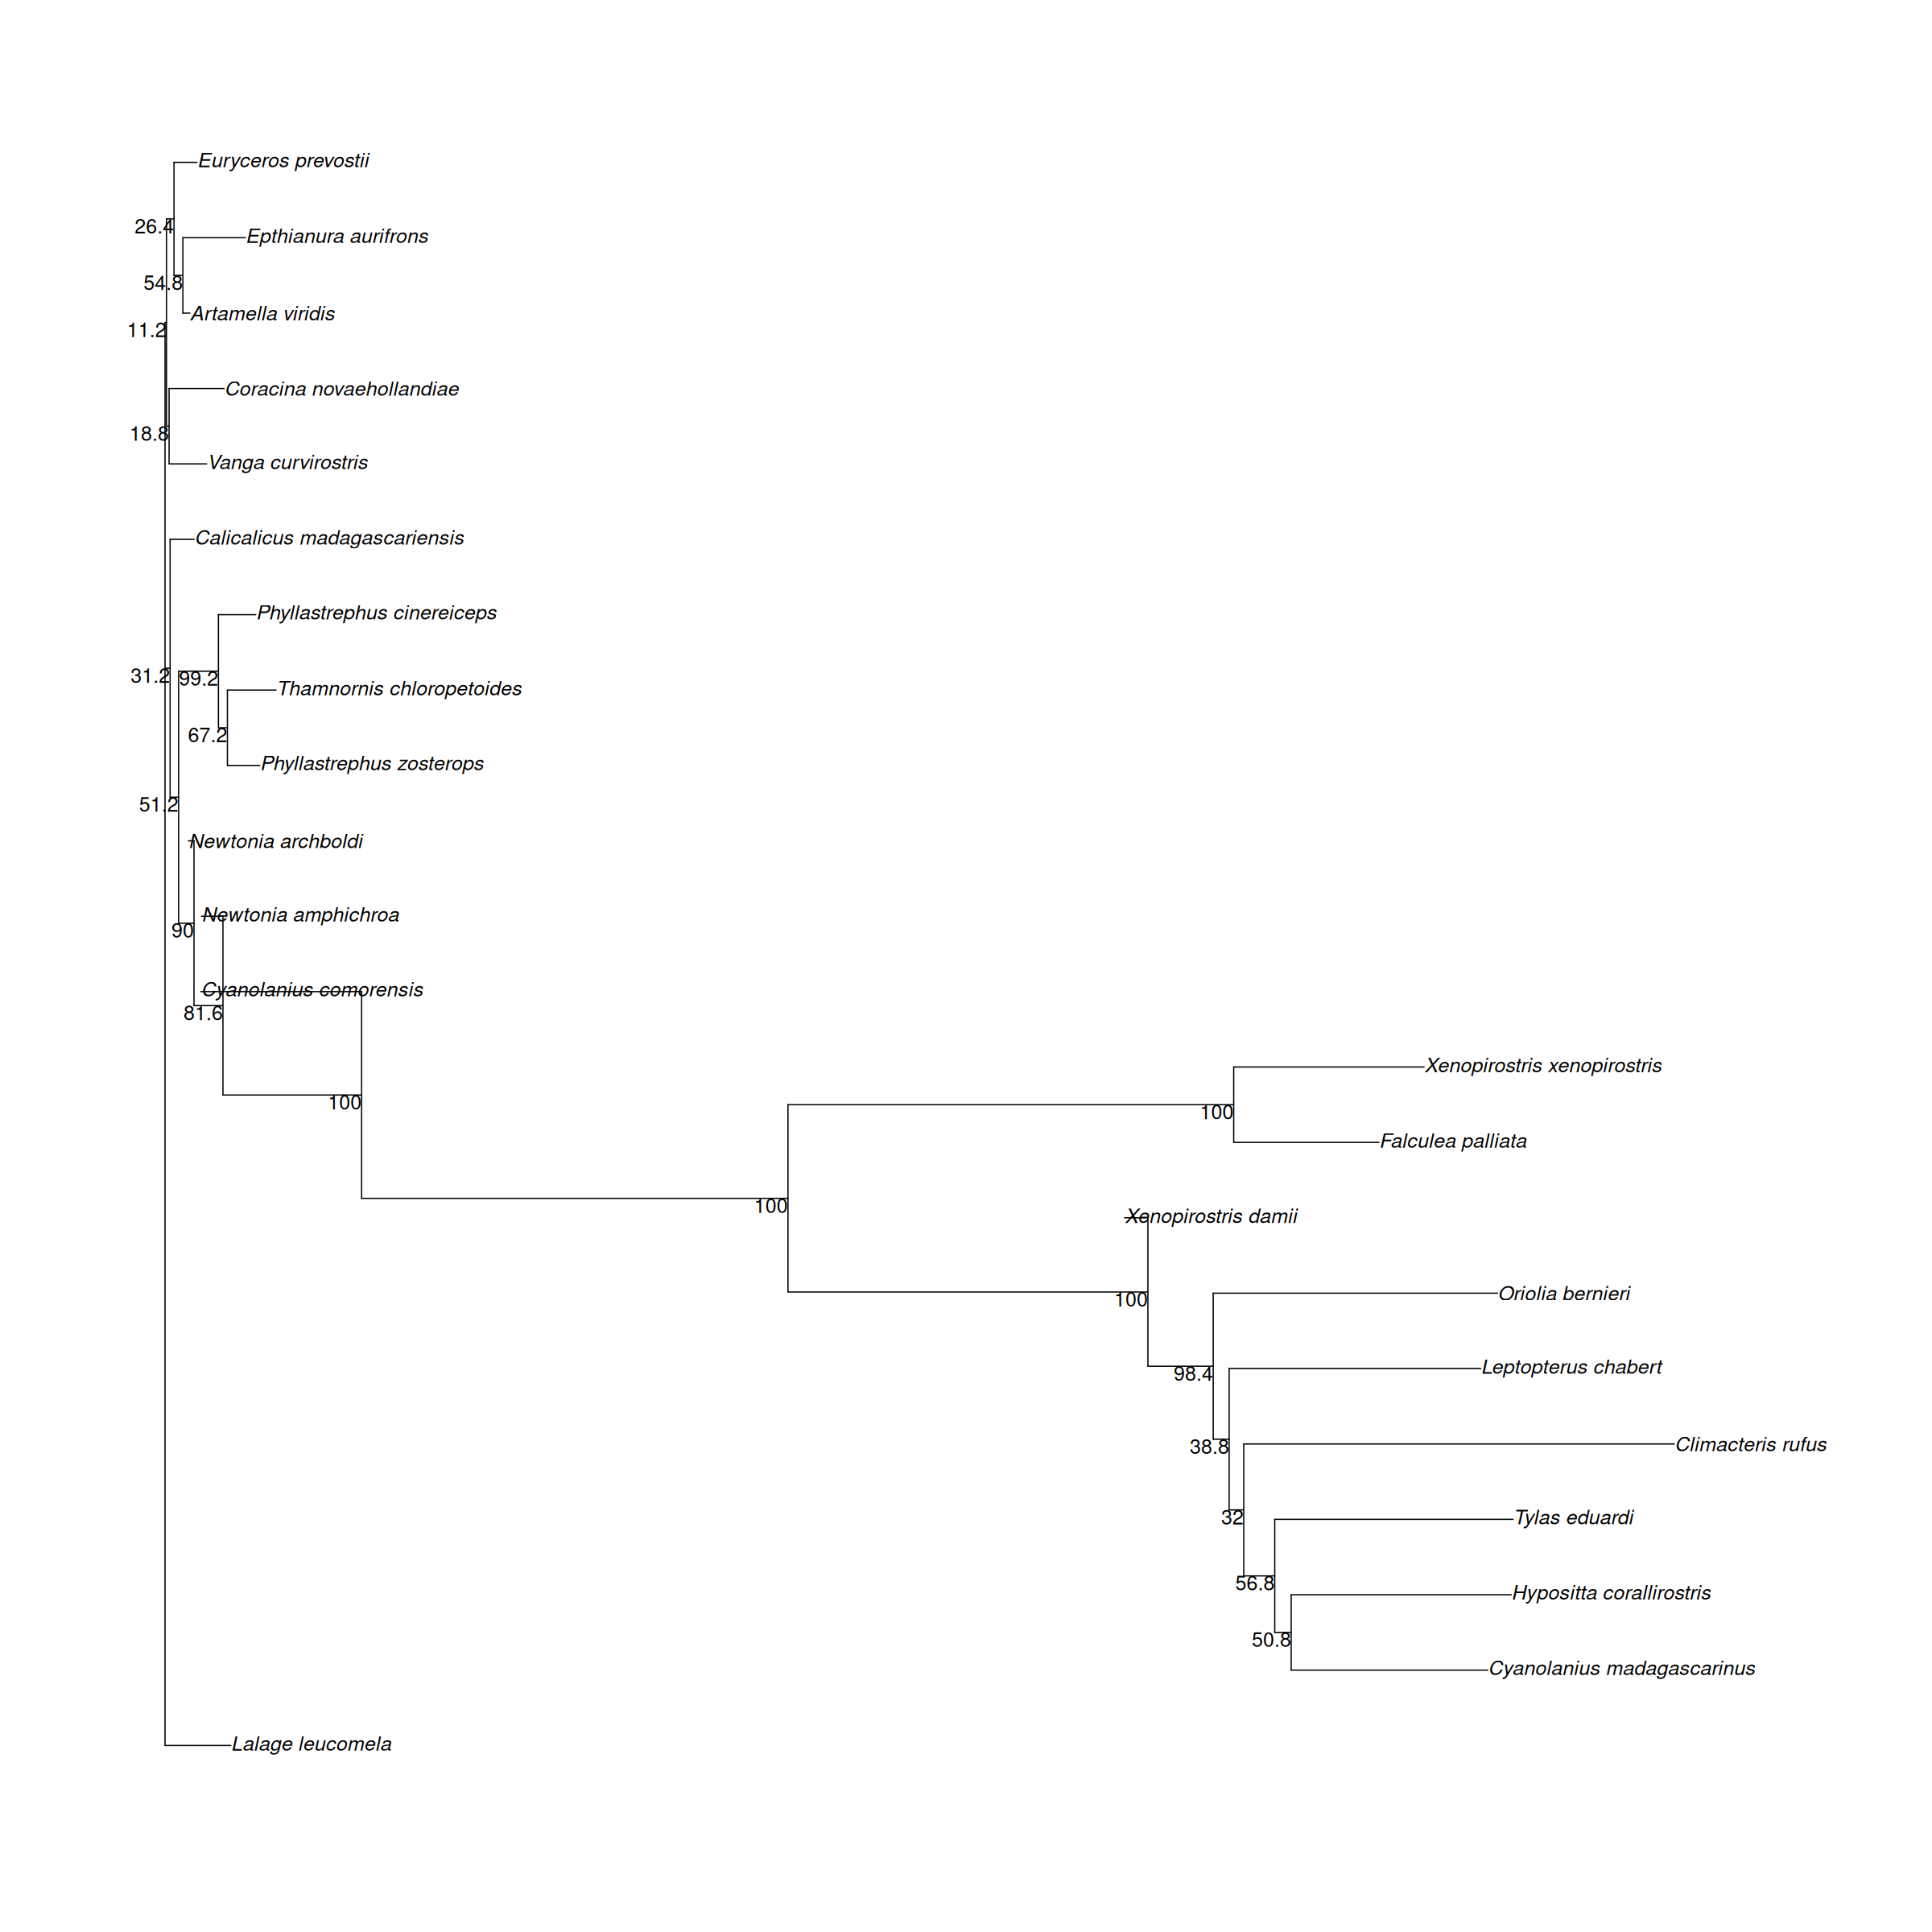 Euryceros prevostii
26.4
Epthianura aurifrons
54.8
Artamella viridis
11.2
Coracina novaehollandiae
18.8
Vanga curvirostris
Calicalicus madagascariensis
Phyllastrephus cinereiceps
31.2
99.2
Thamnornis chloropetoides
67.2
Phyllastrephus zosterops
51.2
Newtonia archboldi
Newtonia amphichroa
90
Cyanolanius comorensis
81.6
Xenopirostris xenopirostris
100
100
Falculea palliata
100
Xenopirostris damii
Oriolia bernieri
100
Leptopterus chabert
98.4
Climacteris rufus
38.8
32
Tylas eduardi
56.8
Hypositta corallirostris
50.8
Cyanolanius madagascarinus
Lalage leucomela